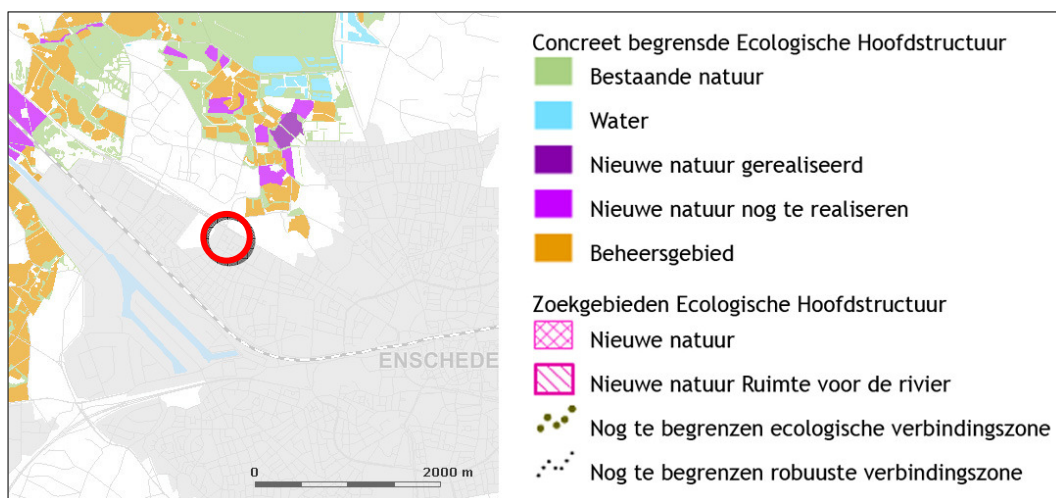 ENSCHEDE
0 2000 m
Concreet begrensde Ecologische Hoofdstructuur
Bestaande natuur
Water
Nieuwe natuur gerealiseerd
Nieuwe natuur nog te realiseren
Beheersgebied
Zoekgebieden Ecologische Hoofdstructuur
Nieuwe natuur
Nieuwe natuur Ruimte voor de rivier
Nog te begrenzen ecologische verbindingszone
Nog te begrenzen robuuste verbindingszone